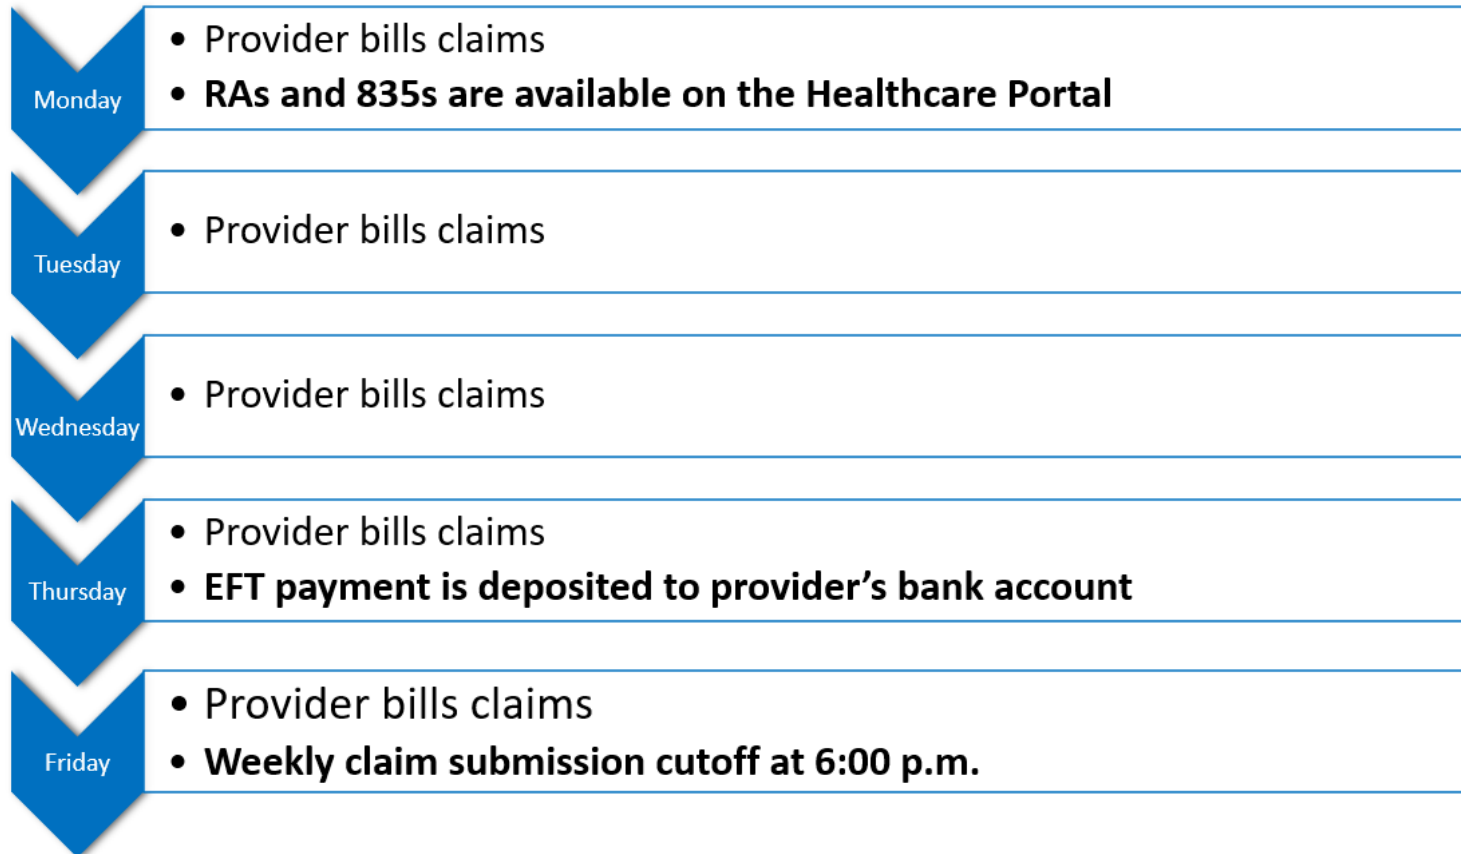 Monday
• Provider bills claims
• RAs and 835s are available on the Healthcare Portal
Tuesday
• Provider bills claims
Wednesday
• Provider bills claims
Thursday
• Provider bills claims
• EFT payment is deposited to provider’s bank account
Friday
• Provider bills claims
• Weekly claim submission cutoff at 6:00 p.m.